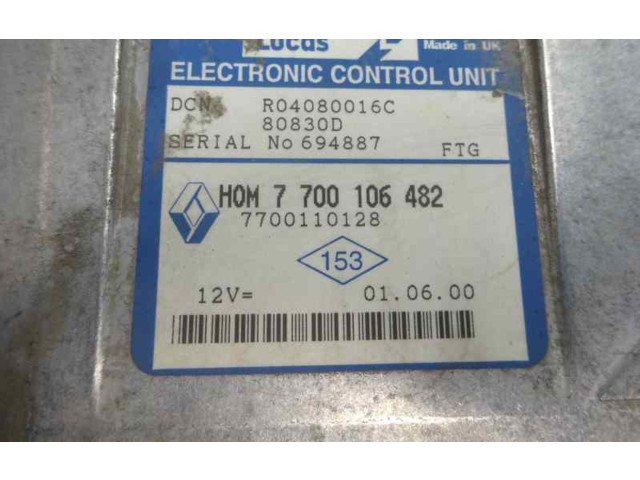 Lucas
Made in UK
ELECTRONIC CONTROL UNIT
DCN R04080016C
80830D
SERIAL No 694887 FTG
HOM 7 700 106 482
7700110128
153
12V= 01.06.00